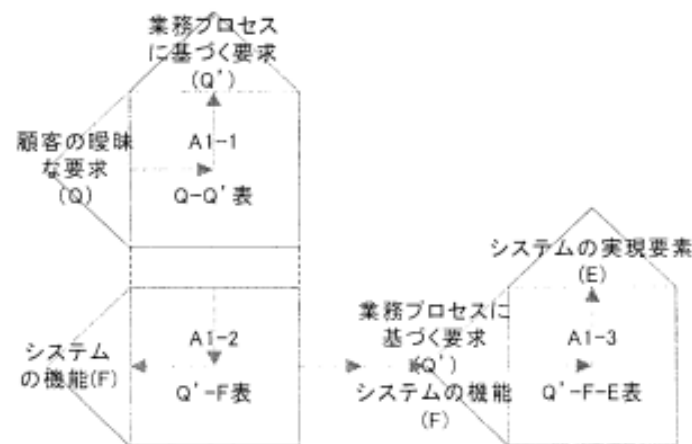 業務プロセス
に基づく要求
(Q')
顧客の曖昧
な要求
(Q)
A1-1
Q-Q'表
システムの実現要素
(E)
システム
の機能(F)
A1-2
Q'-F表
業務プロセスに
基づく要求
(Q')
システムの機能
(F)
A1-3
Q'-F-E表